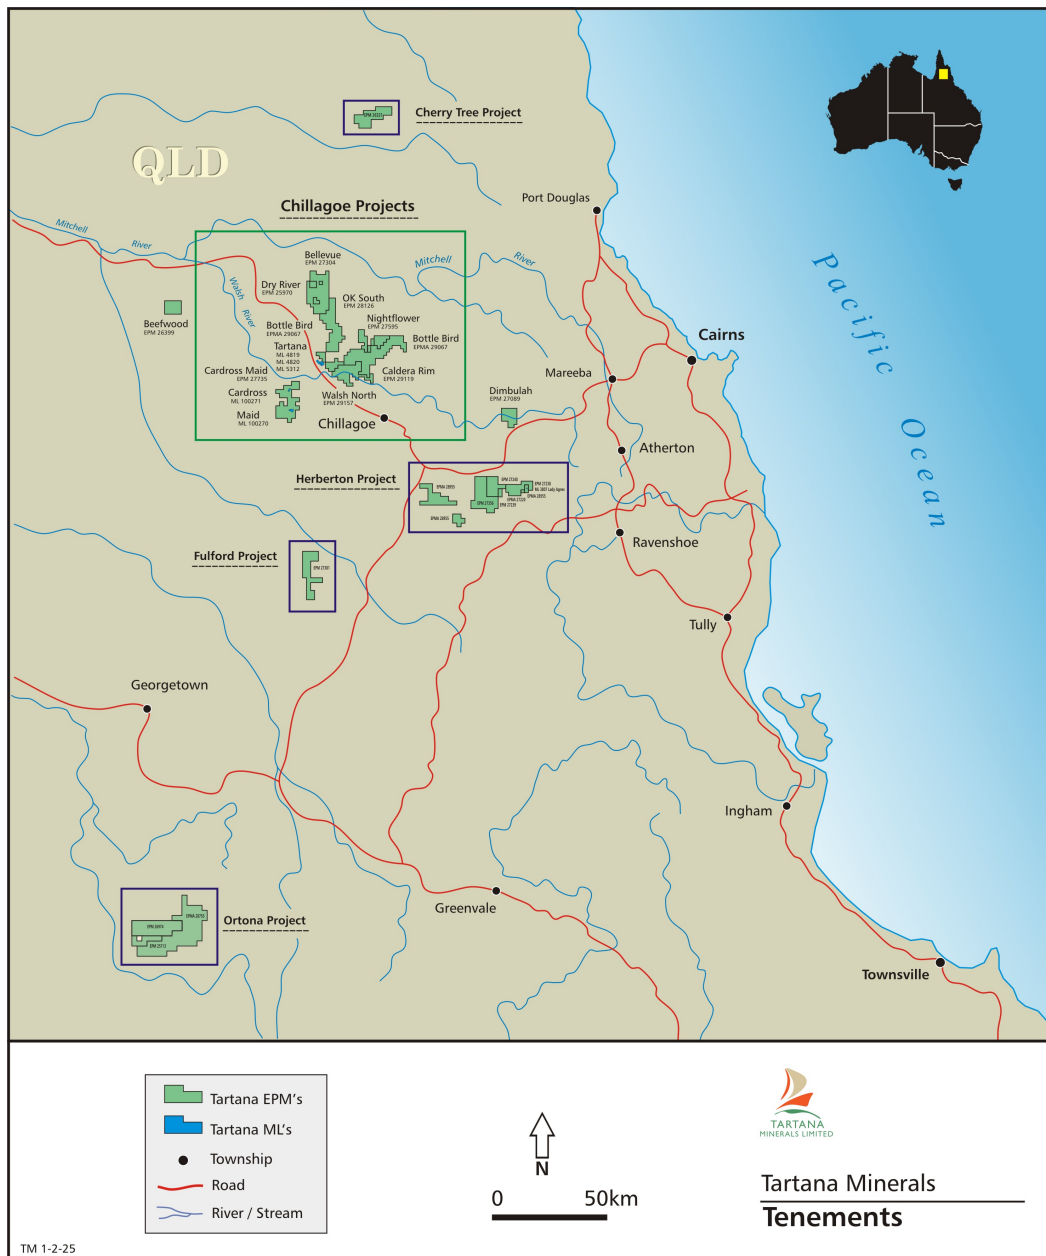 Cherry Tree Project
QLD
Chillagoe Projects
Port Douglas
Mitchell
River
Mitchell
River
Walsh River
Bellevue
EPM 27304
Dry River
EPM 25970
OK South
EPM 28126
Beefwood
EPM 26399
Bottle Bird
EPMA 29067
Nightflower
EPM 27595
Bottle Bird
EPMA 29067
Tartana
ML 4819
ML 4820
ML 5312
Cardross Maid
EPM 27735
Caldera Rim
EPM 29119
Cardross
ML 100271
Walsh North
EPM 29157
Maid
ML 100270
Chillagoe
Dimbulah
EPM 27089
Mareeba
Cairns
Pacific Ocean
Atherton
Herberton Project
EPMA 28955
Ravenshoe
Fulford Project
Tully
Georgetown
Ingham
Greenvale
Ortona Project
Townsville
Tartana EPM's
Tartana ML's
Township
Road
River / Stream
N
0 50km
TARTANA
MINERALS LIMITED
Tartana Minerals
Tenements
TM 1-2-25